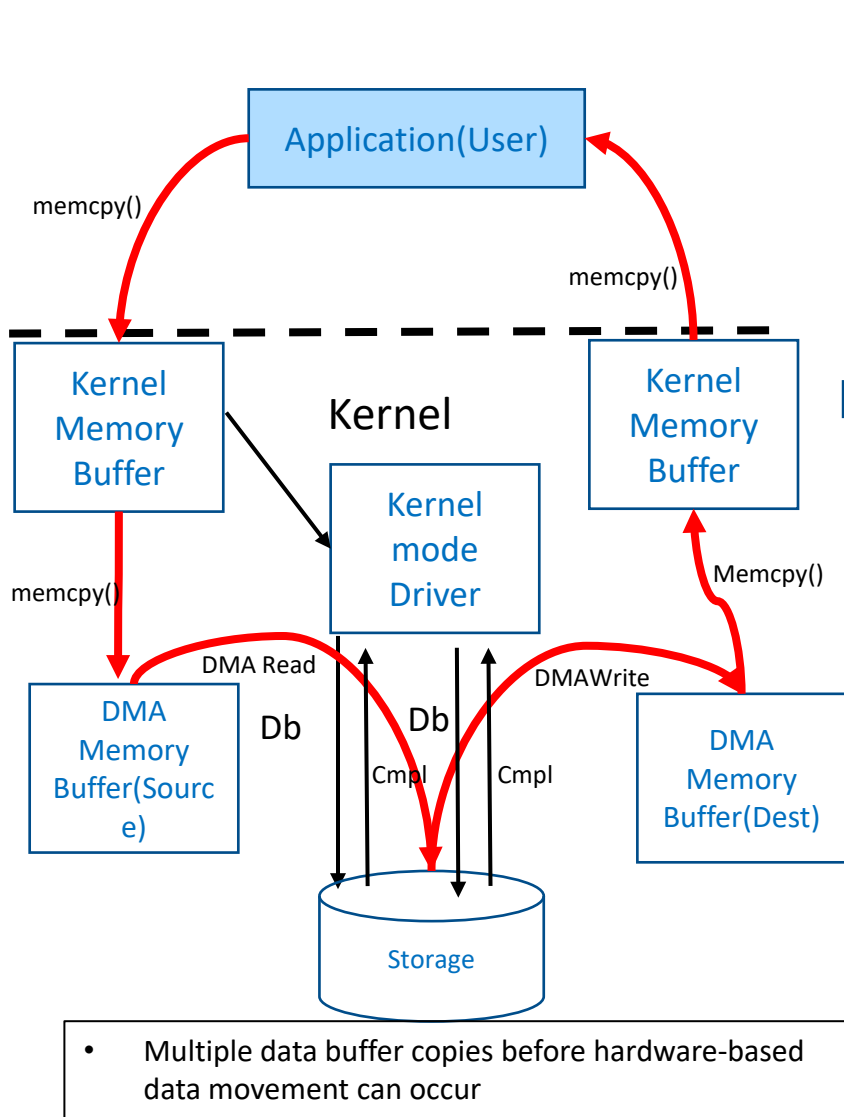 Application(User)
memcpy()
memcpy()
Kernel
Memory
Buffer
Kernel
Kernel
Memory
Buffer
Kernel
mode
Driver
memcpy()
Memcpy()
DMA Read
DMAWrite
DMA
Memory
Buffer(Sourc
e)
Db
Db
Cmpl
Cmpl
DMA
Memory
Buffer(Dest)
Storage
• Multiple data buffer copies before hardware-based
data movement can occur